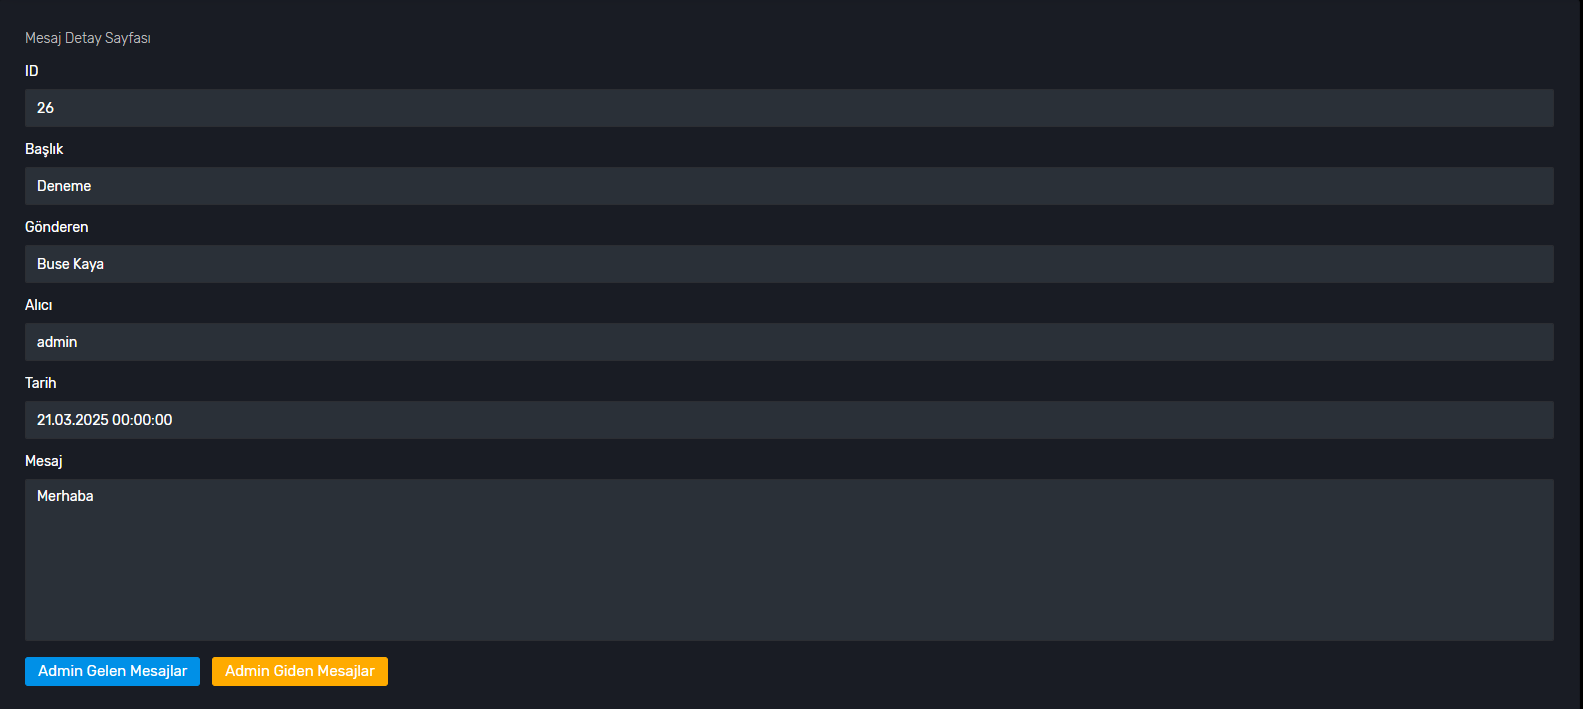 Mesaj Detay Sayfası
ID
26
Başlık
Deneme
Gönderen
Buse Kaya
Alıcı
admin
Tarih
21.03.2025 00:00:00
Mesaj
Merhaba
Admin Gelen Mesajlar Admin Giden Mesajlar